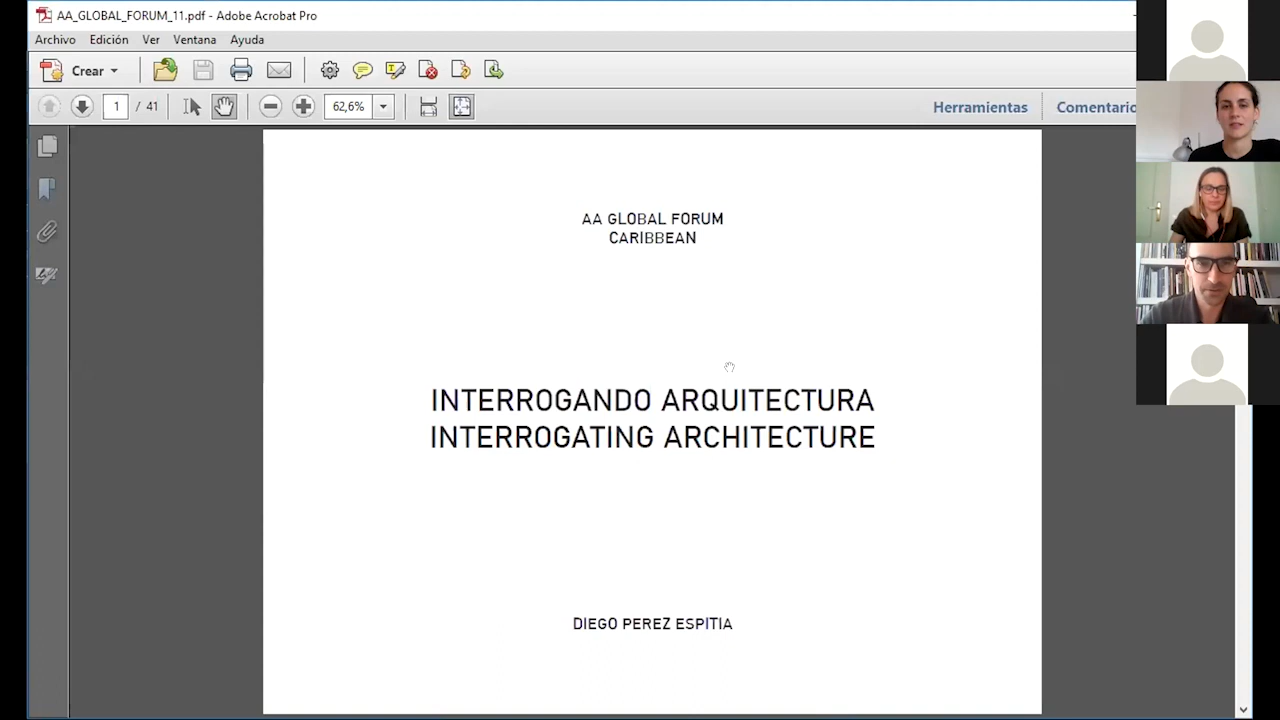 AA_GLOBAL_FORUM_11.pdf - Adobe Acrobat Pro
Archivo Edición Ver Ventana Ayuda
Crear
1 / 41 62,6% Herramientas Comentario
AA GLOBAL FORUM
CARIBBEAN
INTERROGANDO ARQUITECTURA
INTERROGATING ARCHITECTURE
DIEGO PEREZ ESPITIA